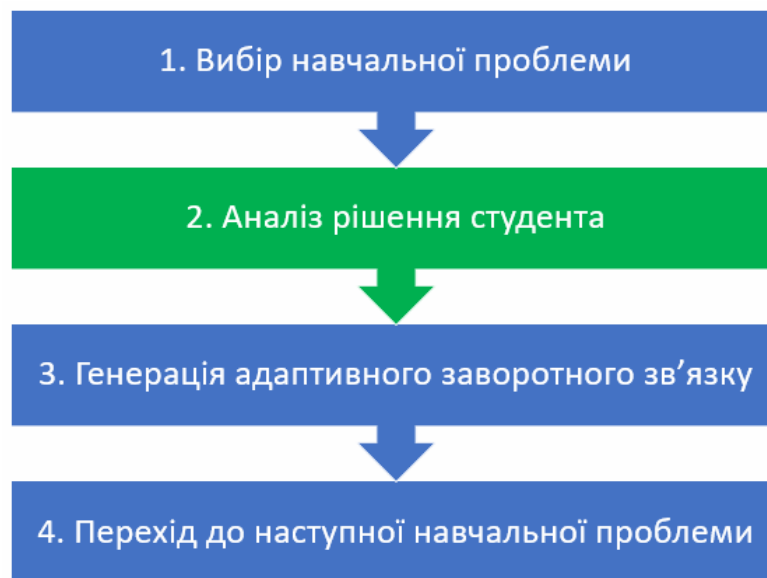 1. Вибір навчальної проблеми
2. Аналіз рішення студента
3. Генерація адаптивного заворотного зв’язку
4. Перехід до наступної навчальної проблеми